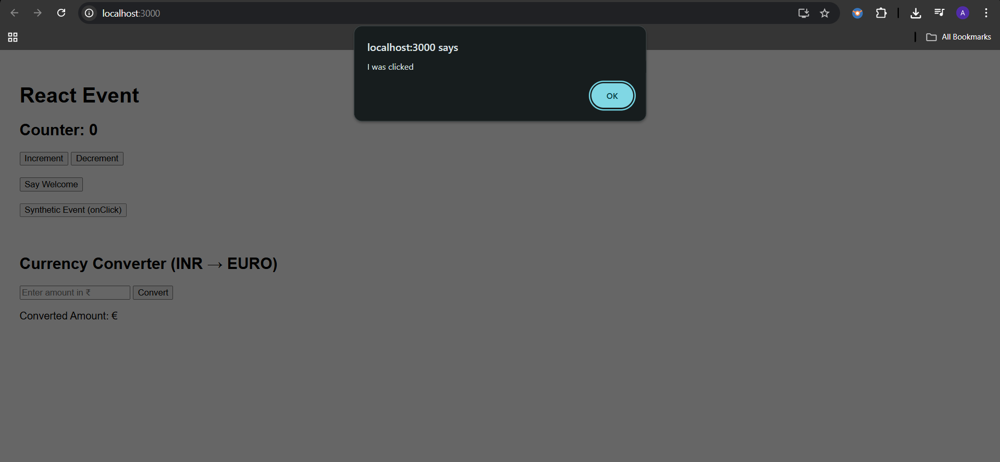 localhost:3000
A
All Bookmarks
localhost:3000 says
I was clicked
OK
React Event
Counter: 0
Increment Decrement
Say Welcome
Synthetic Event (onClick)
Currency Converter (INR → EURO)
Enter amount in ₹ Convert
Converted Amount: €